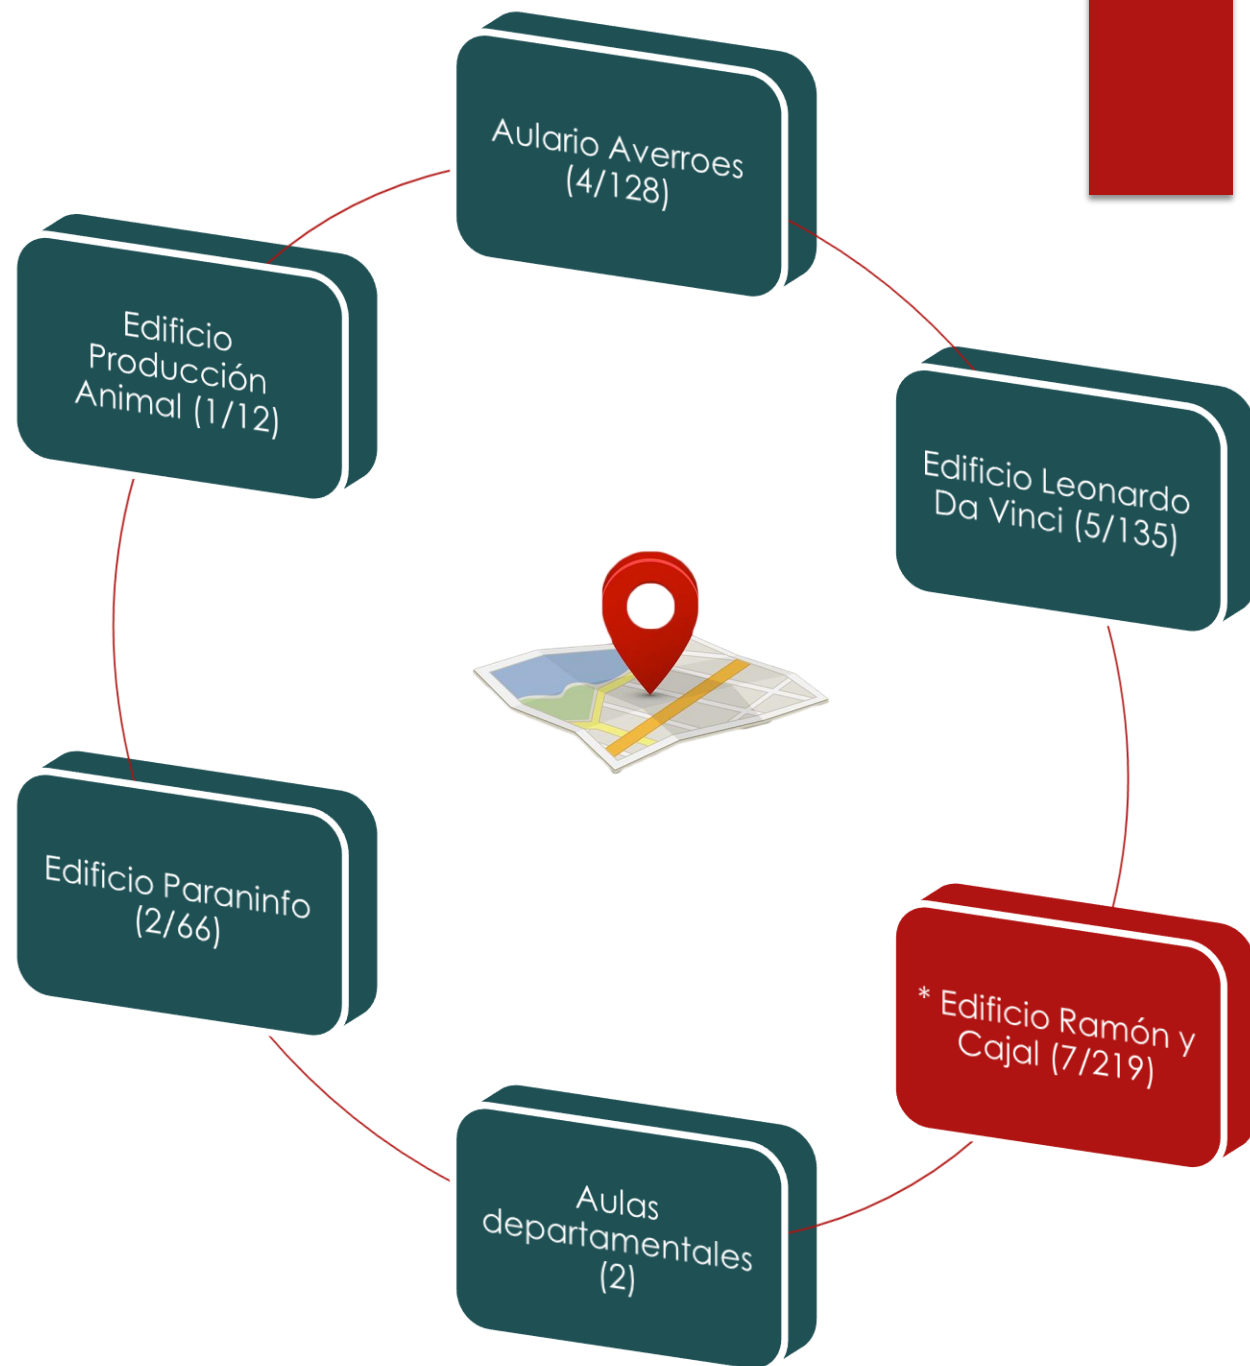 Aulario Averroes
(4/128)
Edificio Leonardo
Da Vinci (5/135)
* Edificio Ramón y
Cajal (7/219)
Aulas
departamentales
(2)
Edificio Paraninfo
(2/66)
Edificio
Producción
Animal (1/12)